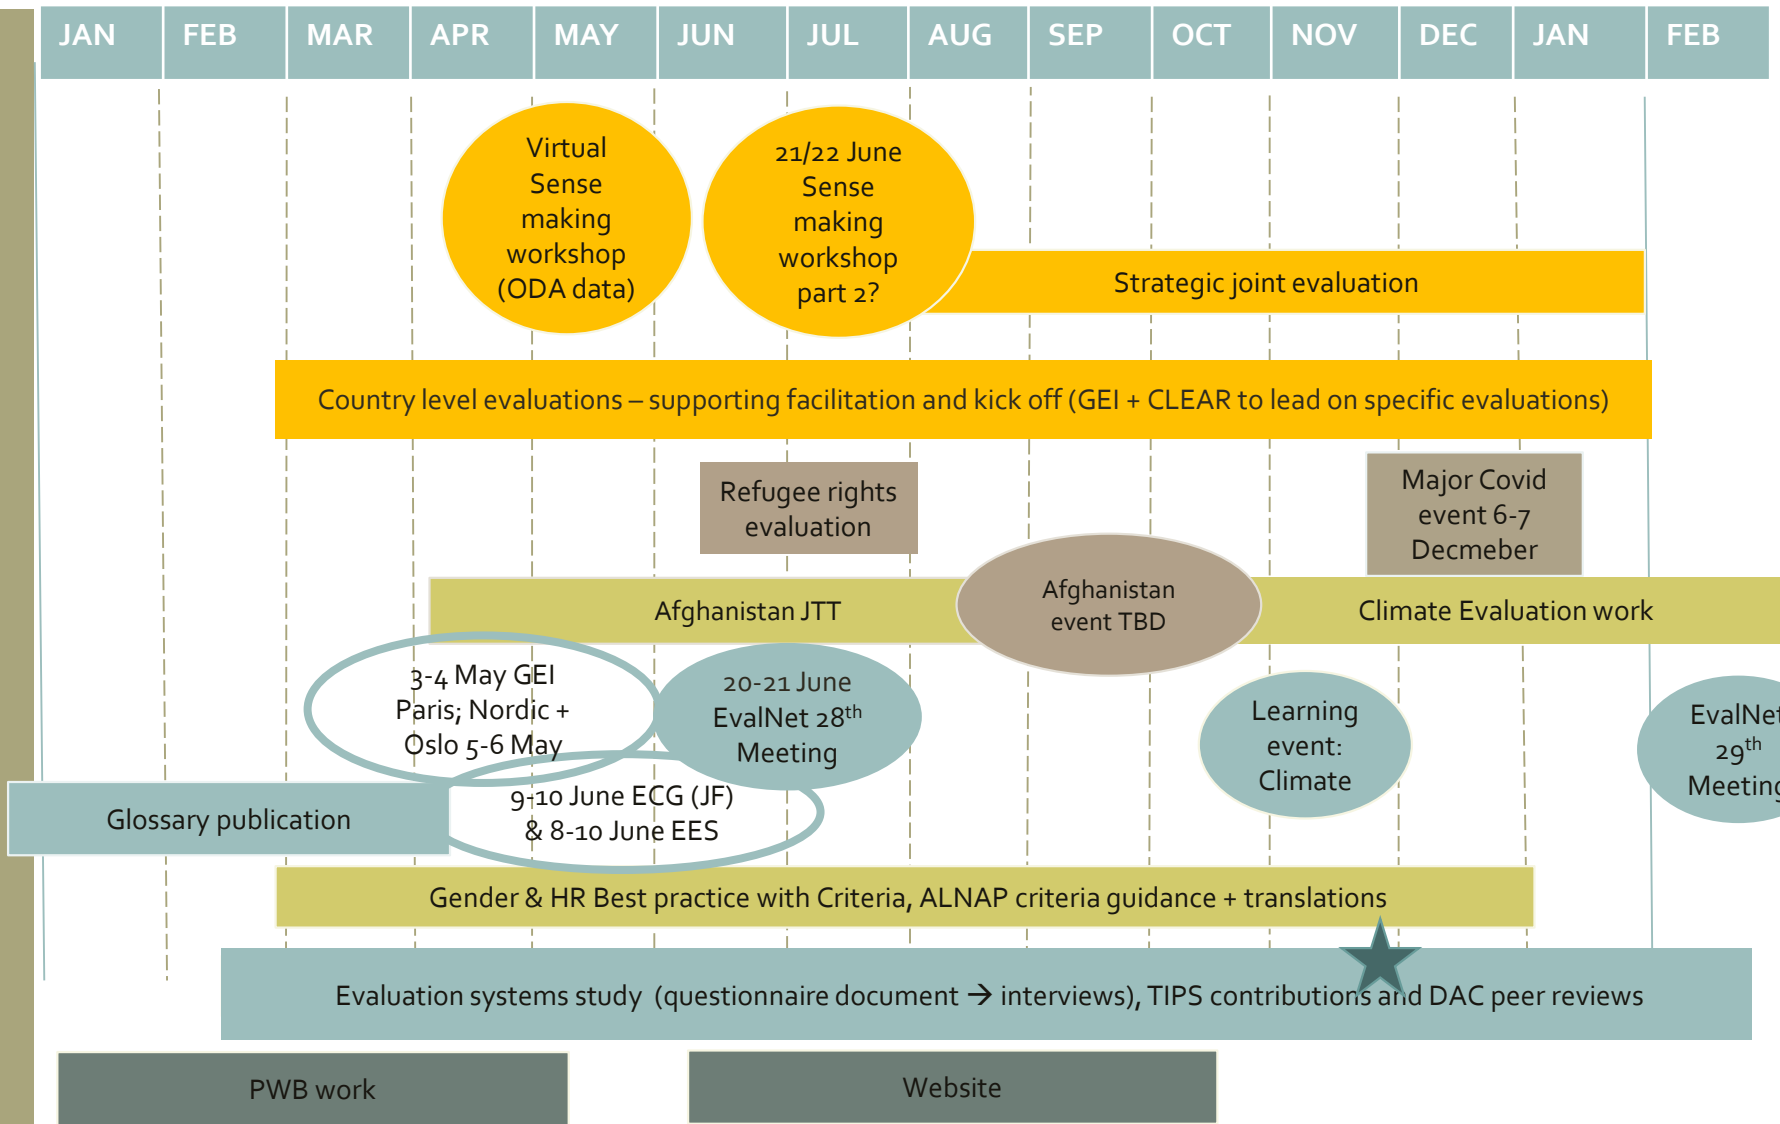 JAN FEB MAR APR MAY JUN JUL AUG SEP OCT NOV DEC JAN FEB
Virtual
Sense
making
workshop
(ODA data)
21/22 June
Sense
making
workshop
part 2?
Strategic joint evaluation
Country level evaluations – supporting facilitation and kick off (GEI + CLEAR to lead on specific evaluations)
Refugee rights
evaluation
Major Covid
event 6-7
Decmeber
Afghanistan JTT
Afghanistan
event TBD
Climate Evaluation work
3-4 May GEI
Paris; Nordic +
Oslo 5-6 May
20-21 June
EvalNet 28th
Meeting
Learning
event:
Climate
EvalNet
29th
Meeting
Glossary publication
9-10 June ECG (JF)
& 8-10 June EES
Gender & HR Best practice with Criteria, ALNAP criteria guidance + translations
Evaluation systems study (questionnaire document → interviews), TIPS contributions and DAC peer reviews
PWB work
Website